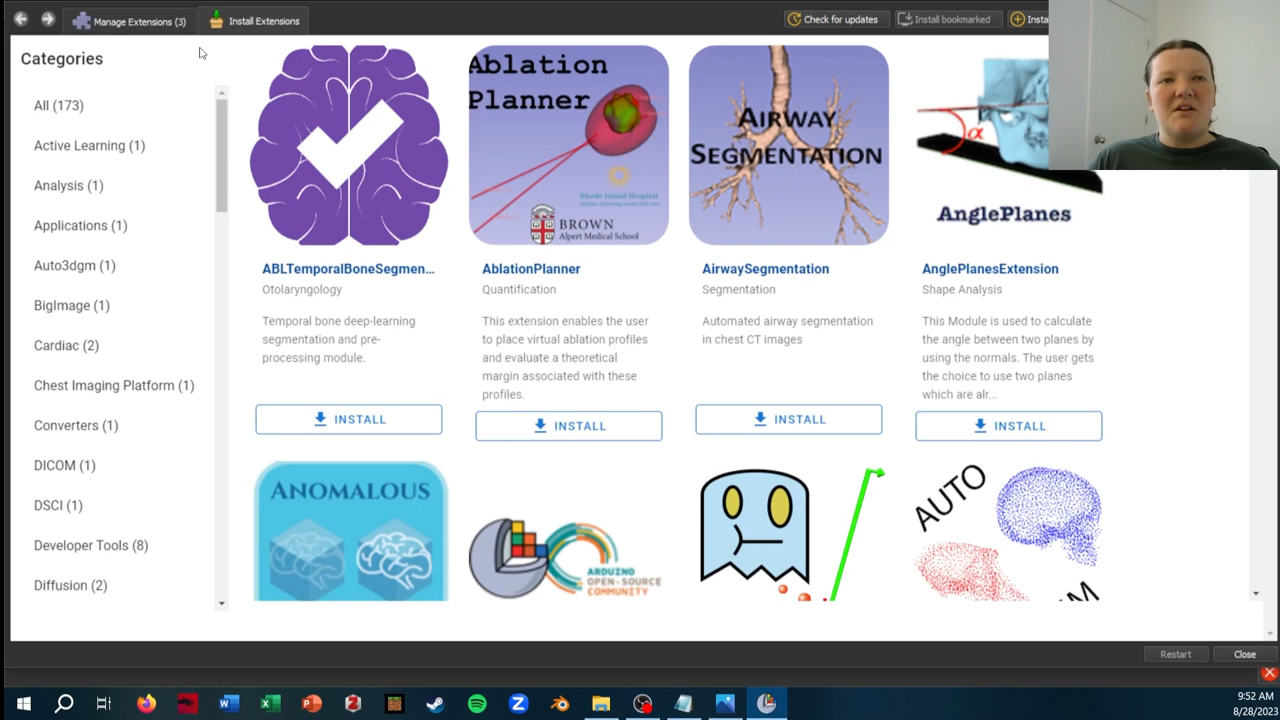 Manage Extensions (3)
Install Extensions
Check for updates
Install bookmarked
Insta
Categories
All (173)
Active Learning (1)
Analysis (1)
Applications (1)
Auto3dgm (1)
BigImage (1)
Cardiac (2)
Chest Imaging Platform (1)
Converters (1)
DICOM (1)
DSCI (1)
Developer Tools (8)
Diffusion (2)
ABLTemporalBoneSegmen...
Otolaryngology
Temporal bone deep-learning
segmentation and pre-
processing module.
INSTALL
Ablation
Planner
Rhode Island Hospital
BROWN
Alpert Medical School
AblationPlanner
Quantification
This extension enables the user
to place virtual ablation profiles
and evaluate a theoretical
margin associated with these
profiles.
INSTALL
AIRWAY
SEGMENTATION
AirwaySegmentation
Segmentation
Automated airway segmentation
in chest CT images
INSTALL
α
AnglePlanes
AnglePlanesExtension
Shape Analysis
This Module is used to calculate
the angle between two planes by
using the normals. The user gets
the choice to use two planes
which are alr...
INSTALL
ANOMALOUS
ARDUINO
OPEN-SOURCE
COMMUNITY
AUTO
Restart
Close
9:52 AM
8/28/2023